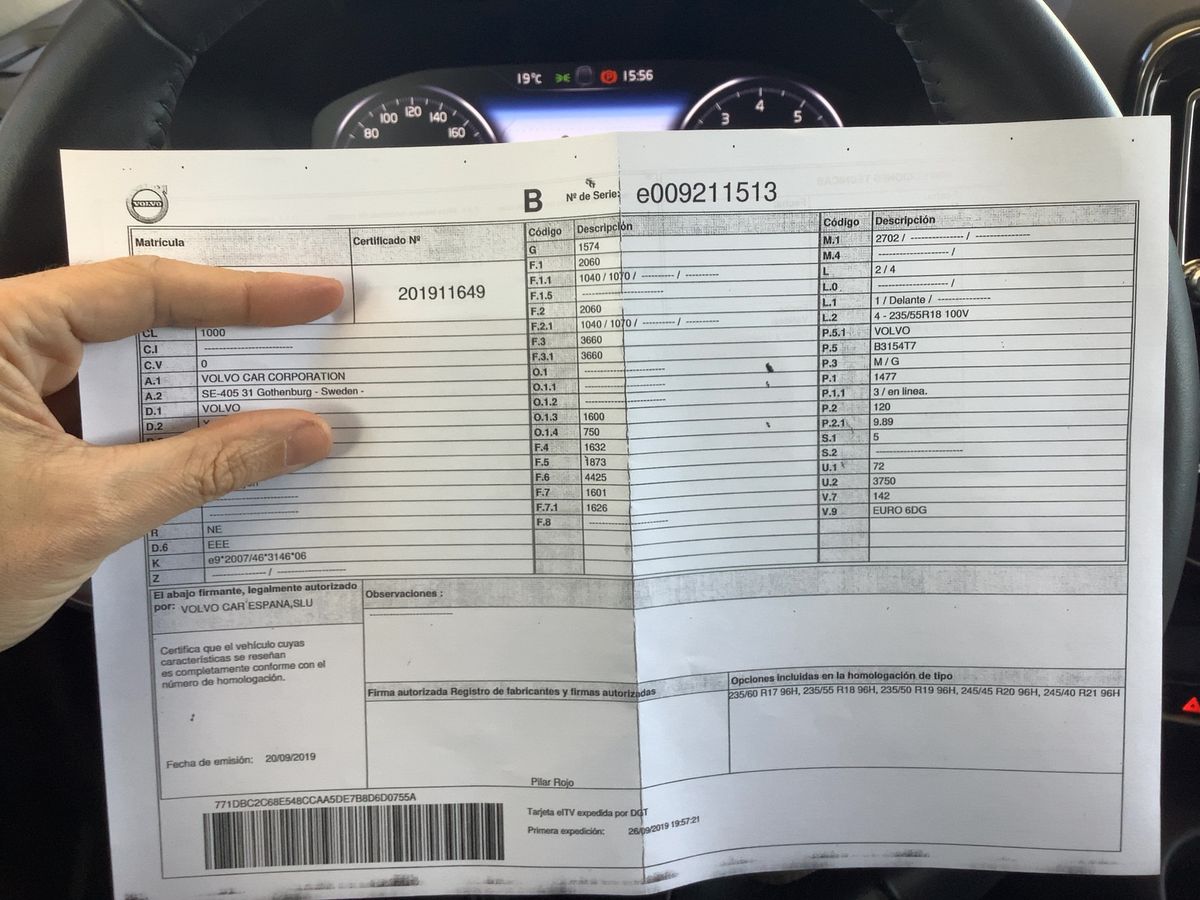 19°C 15:56
80 100 120 140 160
3 4 5
VOLVO
B Nº de Serie: e009211513
Matrícula
Certificado Nº
201911649
CL 1000
C.I ----------------------
C.V 0
A.1 VOLVO CAR CORPORATION
A.2 SE-405 31 Gothenburg - Sweden -
D.1 VOLVO
D.2
----------------------
----------------------
R NE
D.6 EEE
K e9*2007/46*3146*06
Z -------------- / ------------------
Código Descripción
G 1574
F.1 2060
F.1.1 1040 / 1070 / --------- / ---------
F.1.5 ---------------------
F.2 2060
F.2.1 1040 / 1070 / --------- / ---------
F.3 3660
F.3.1 3660
O.1 ---------------------
O.1.1 ---------------------
O.1.2 ---------------------
O.1.3 1600
O.1.4 750
F.4 1632
F.5 1873
F.6 4425
F.7 1601
F.7.1 1626
F.8 ---------------------
Código Descripción
M.1 2702 / -------------- / --------------
M.4 ------------------ /
L 2 / 4
L.0 ------------------ /
L.1 1 / Delante / --------------
L.2 4 - 235/55R18 100V
P.5.1 VOLVO
P.5 B3154T7
P.3 M / G
P.1 1477
P.1.1 3 / en linea.
P.2 120
P.2.1 9.89
S.1 5
S.2 ----------------------
U.1 72
U.2 3750
V.7 142
V.9 EURO 6DG
El abajo firmante, legalmente autorizado
por: VOLVO CAR ESPANA,SLU
Certifica que el vehículo cuyas
características se reseñan
es completamente conforme con el
número de homologación.
Fecha de emisión: 20/09/2019
Observaciones :
---------------------
Firma autorizada Registro de fabricantes y firmas autorizadas
Pilar Rojo
Opciones incluidas en la homologación de tipo
235/60 R17 96H, 235/55 R18 96H, 235/50 R19 96H, 245/45 R20 96H, 245/40 R21 96H
771DBC2C68E548CCAA5DE7B8D6D0755A
Tarjeta eITV expedida por DGT
Primera expedición: 26/09/2019 19:57:21